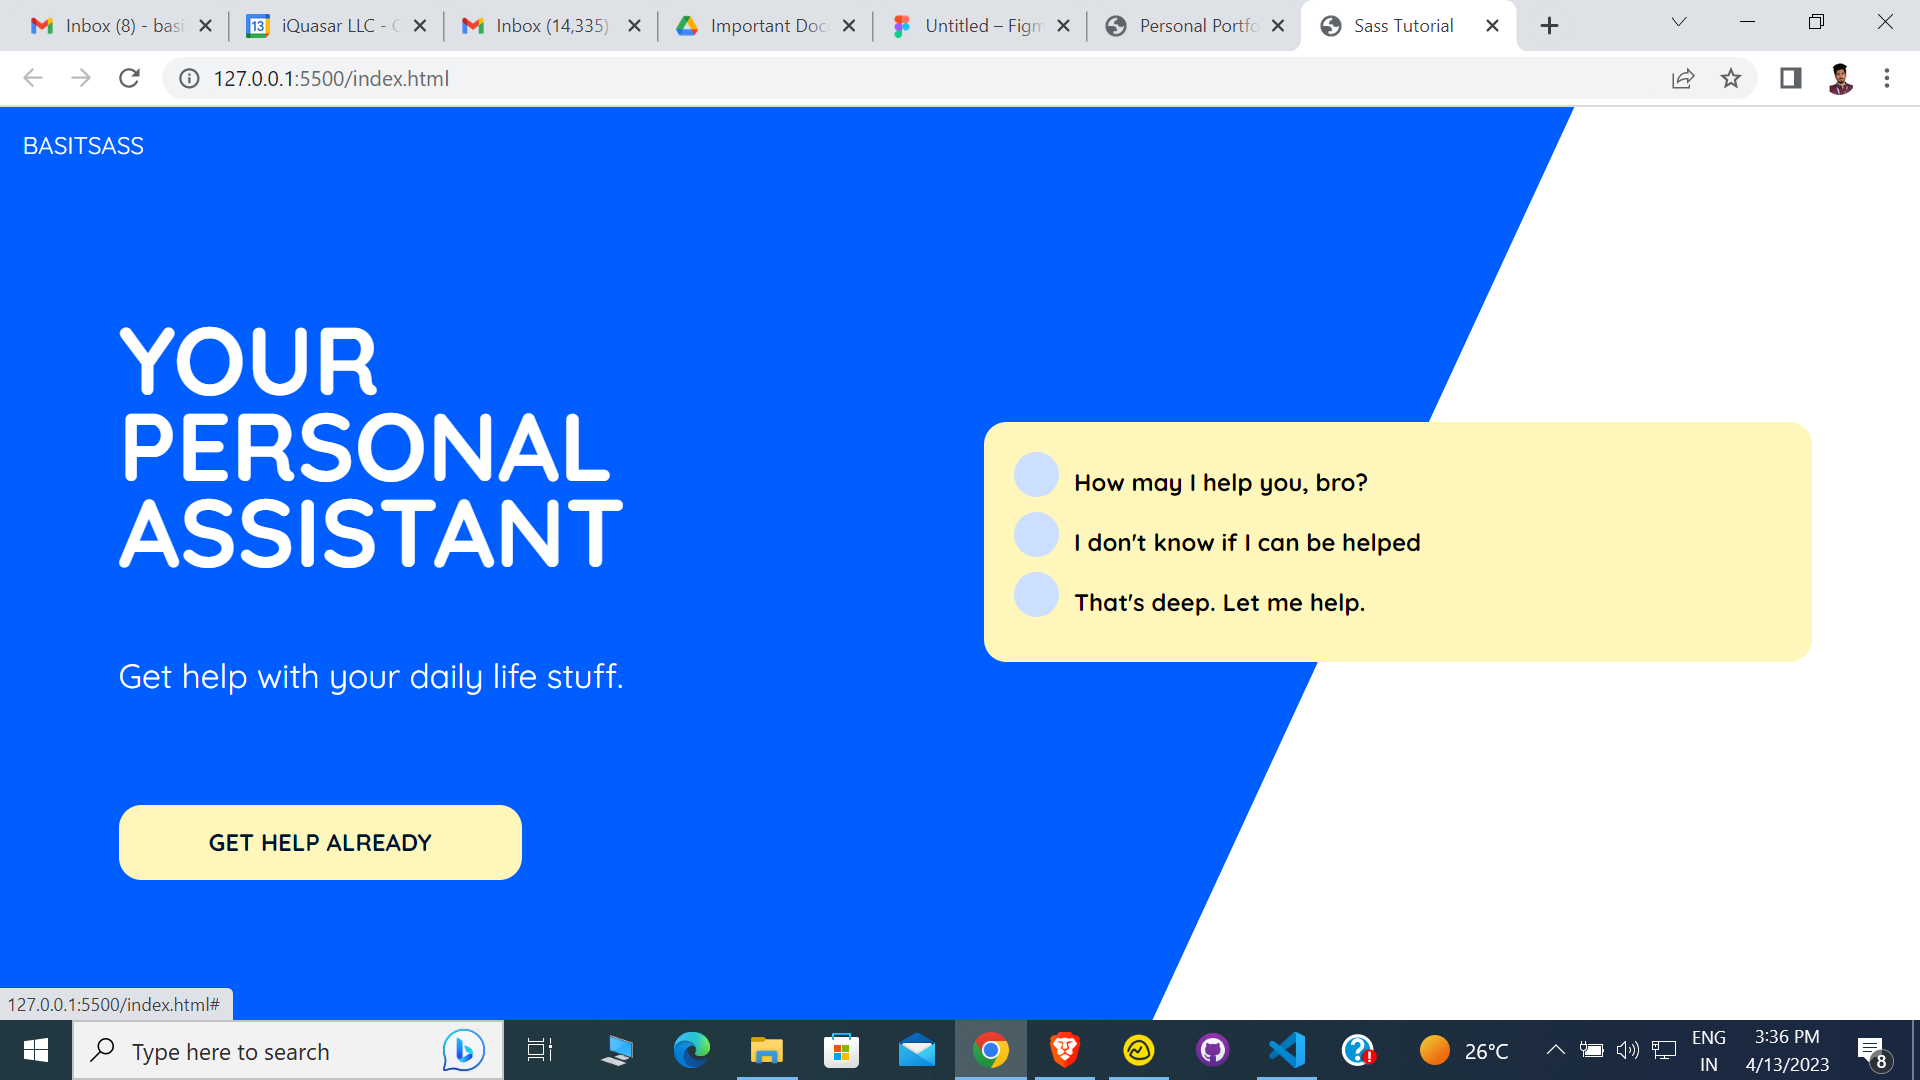 Inbox (8) - basi
iQuasar LLC - C
Inbox (14,335)
Important Doc
Untitled – Figm
Personal Portfo
Sass Tutorial
127.0.0.1:5500/index.html
BASITSASS
YOUR
PERSONAL
ASSISTANT
How may I help you, bro?
I don't know if I can be helped
That's deep. Let me help.
Get help with your daily life stuff.
GET HELP ALREADY
127.0.0.1:5500/index.html#
Type here to search
26°C
ENG
IN
3:36 PM
4/13/2023
8